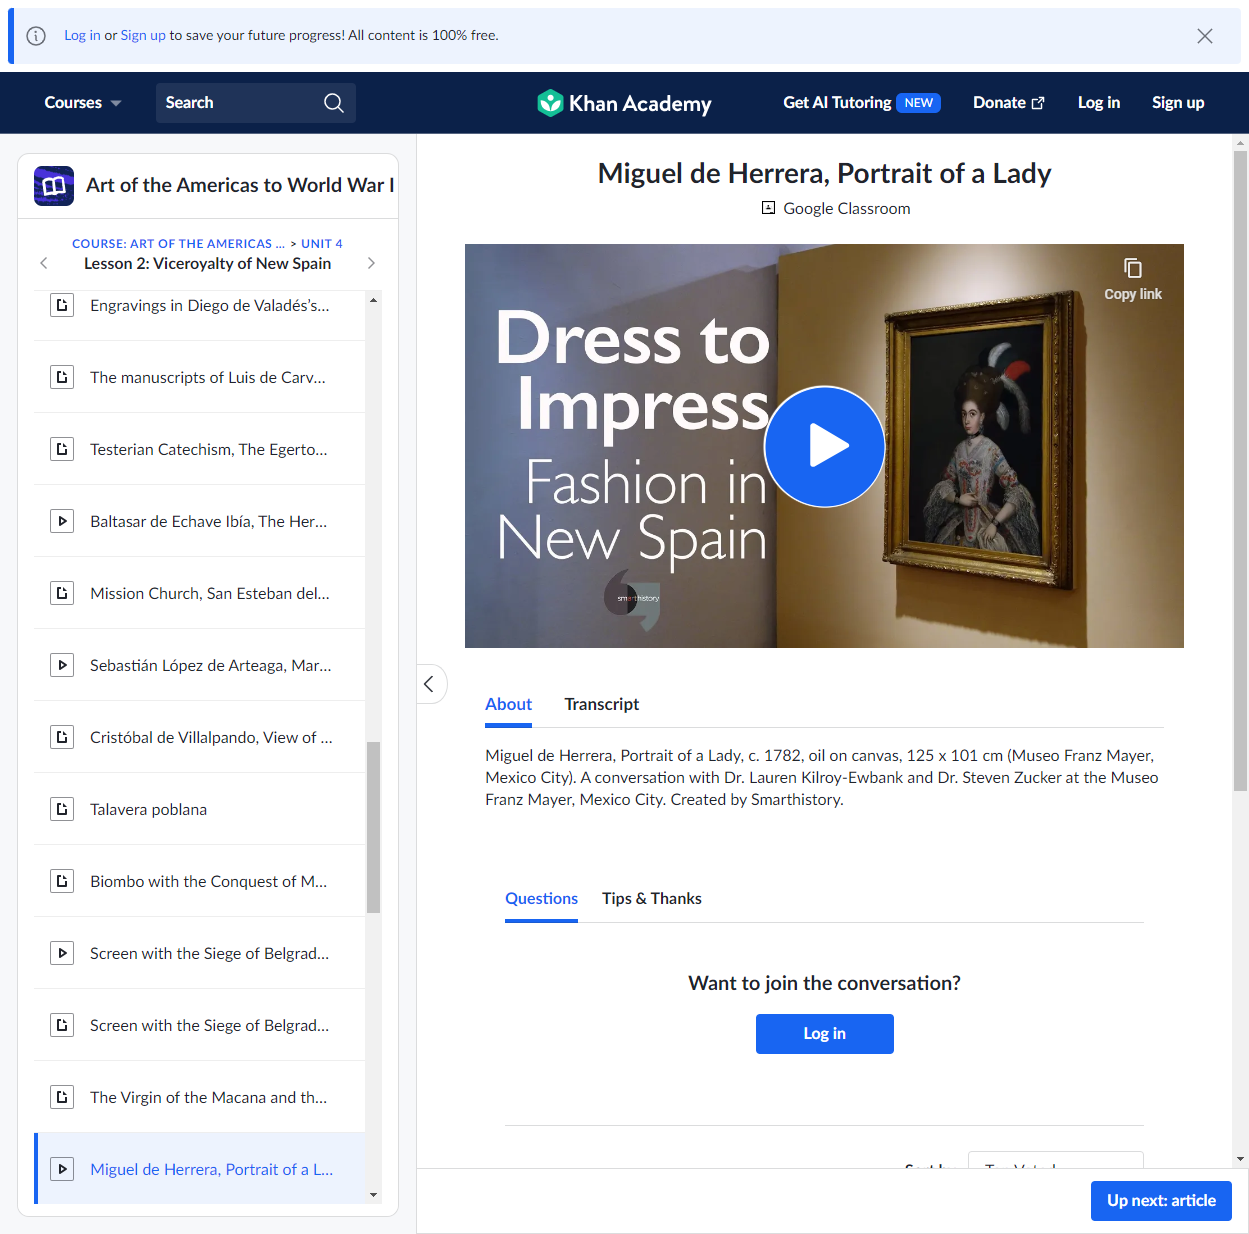 Log in or Sign up to save your future progress! All content is 100% free.
Courses
Search
Khan Academy
Get AI Tutoring NEW
Donate
Log in
Sign up
Art of the Americas to World War I
COURSE: ART OF THE AMERICAS ... > UNIT 4
Lesson 2: Viceroyalty of New Spain
Engravings in Diego de Valadés’s...
The manuscripts of Luis de Carv...
Testerian Catechism, The Egerto...
Baltasar de Echave Ibía, The Her...
Mission Church, San Esteban del...
Sebastián López de Arteaga, Mar...
Cristóbal de Villalpando, View of ...
Talavera poblana
Biombo with the Conquest of M...
Screen with the Siege of Belgrad...
Screen with the Siege of Belgrad...
The Virgin of the Macana and th...
Miguel de Herrera, Portrait of a L...
Miguel de Herrera, Portrait of a Lady
Google Classroom
Copy link
Dress to
Impress
Fashion in
New Spain
smarthistory
About
Transcript
Miguel de Herrera, Portrait of a Lady, c. 1782, oil on canvas, 125 x 101 cm (Museo Franz Mayer,
Mexico City). A conversation with Dr. Lauren Kilroy-Ewbank and Dr. Steven Zucker at the Museo
Franz Mayer, Mexico City. Created by Smarthistory.
Questions
Tips & Thanks
Want to join the conversation?
Log in
Up next: article